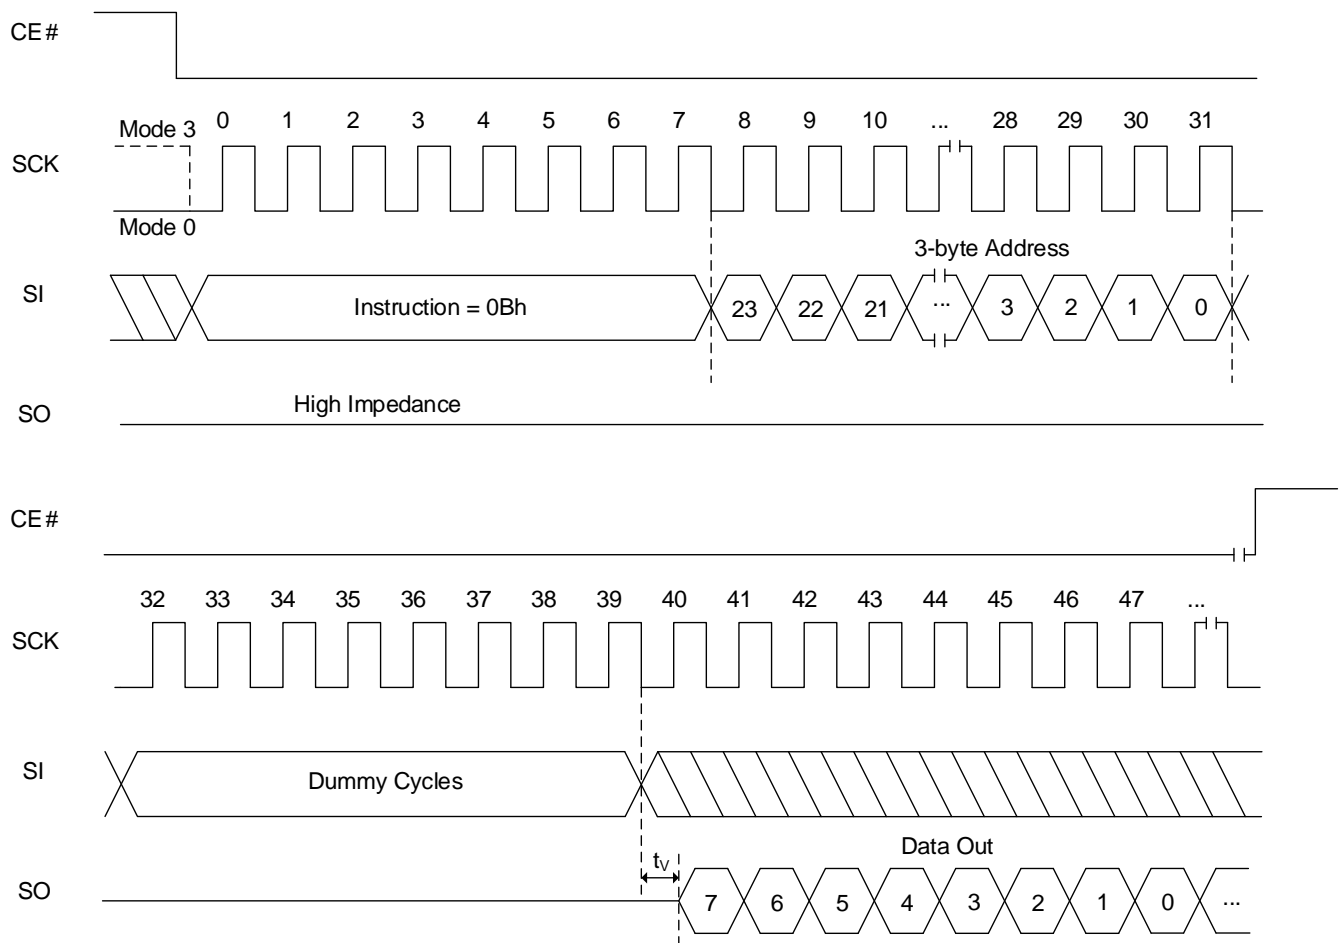 CE#
Mode 3 0 1 2 3 4 5 6 7 8 9 10 ... 28 29 30 31
SCK
Mode 0
3-byte Address
SI Instruction = 0Bh 23 22 21 ... 3 2 1 0
High Impedance
SO
CE#
32 33 34 35 36 37 38 39 40 41 42 43 44 45 46 47 ...
SCK
SI Dummy Cycles
Data Out
tV
SO 7 6 5 4 3 2 1 0 ...